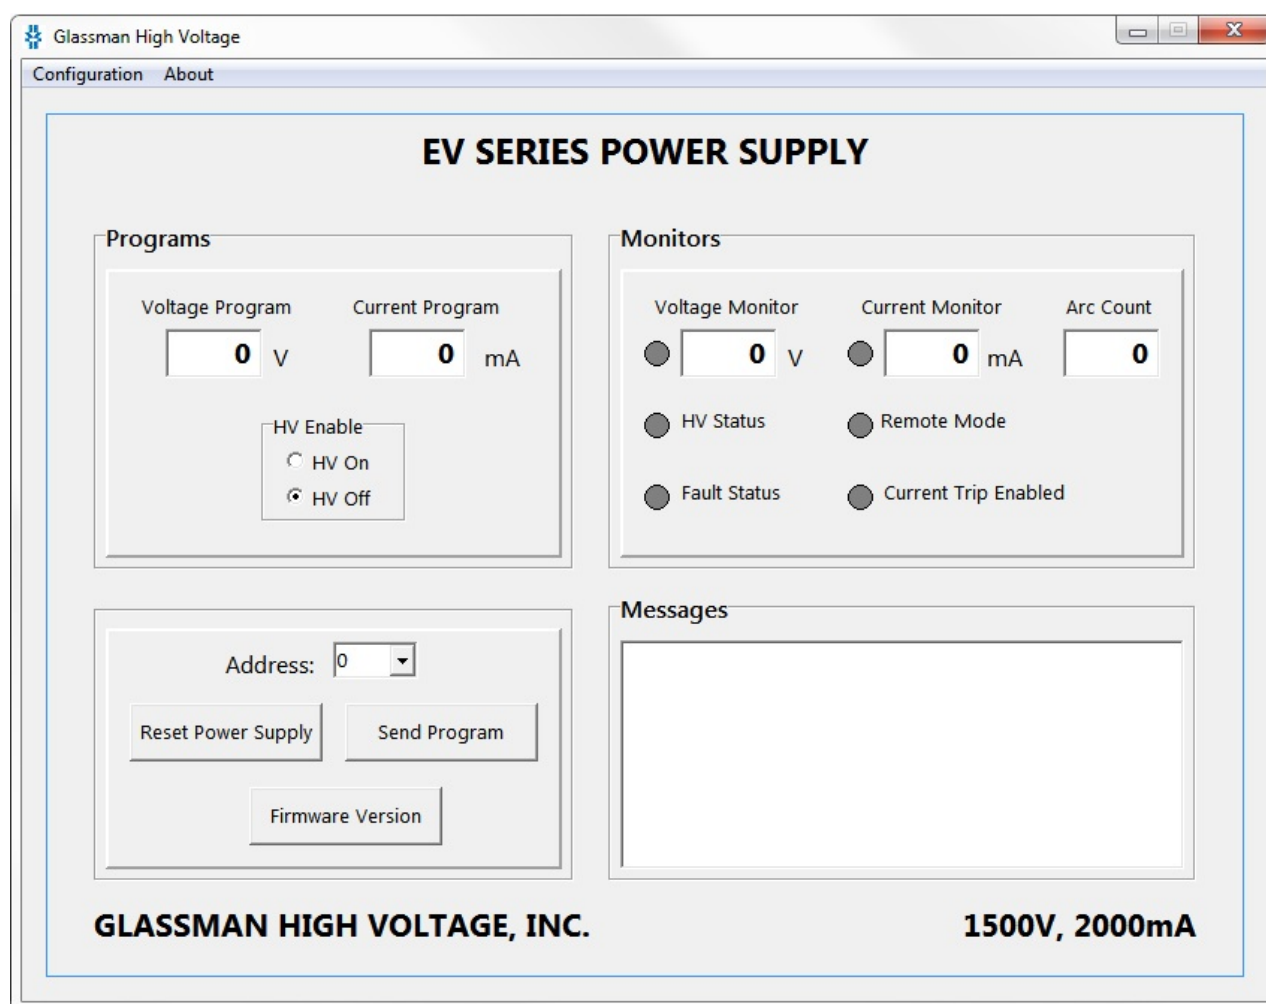 Glassman High Voltage
Configuration About
EV SERIES POWER SUPPLY
Programs
Voltage Program Current Program
0 V 0 mA
HV Enable
HV On
HV Off
Monitors
Voltage Monitor Current Monitor Arc Count
0 V 0 mA 0
HV Status Remote Mode
Fault Status Current Trip Enabled
Address: 0
Reset Power Supply Send Program
Firmware Version
Messages
GLASSMAN HIGH VOLTAGE, INC. 1500V, 2000mA